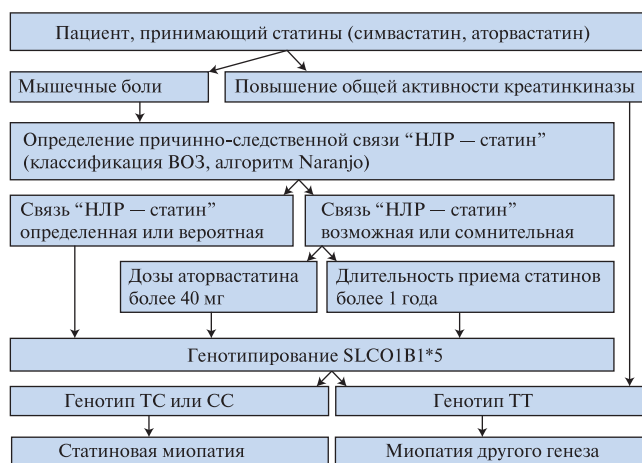 Пациент, принимающий статины (симвастатин, аторвастатин)
Мышечные боли
Повышение общей активности креатинкиназы
Определение причинно-следственной связи “НЛР — статин”
(классификация ВОЗ, алгоритм Naranjo)
Связь “НЛР — статин”
определенная или вероятная
Связь “НЛР — статин”
возможная или сомнительная
Дозы аторвастатина
более 40 мг
Длительность приема статинов
более 1 года
Генотипирование SLCO1B1*5
Генотип ТС или СС
Генотип ТТ
Статиновая миопатия
Миопатия другого генеза